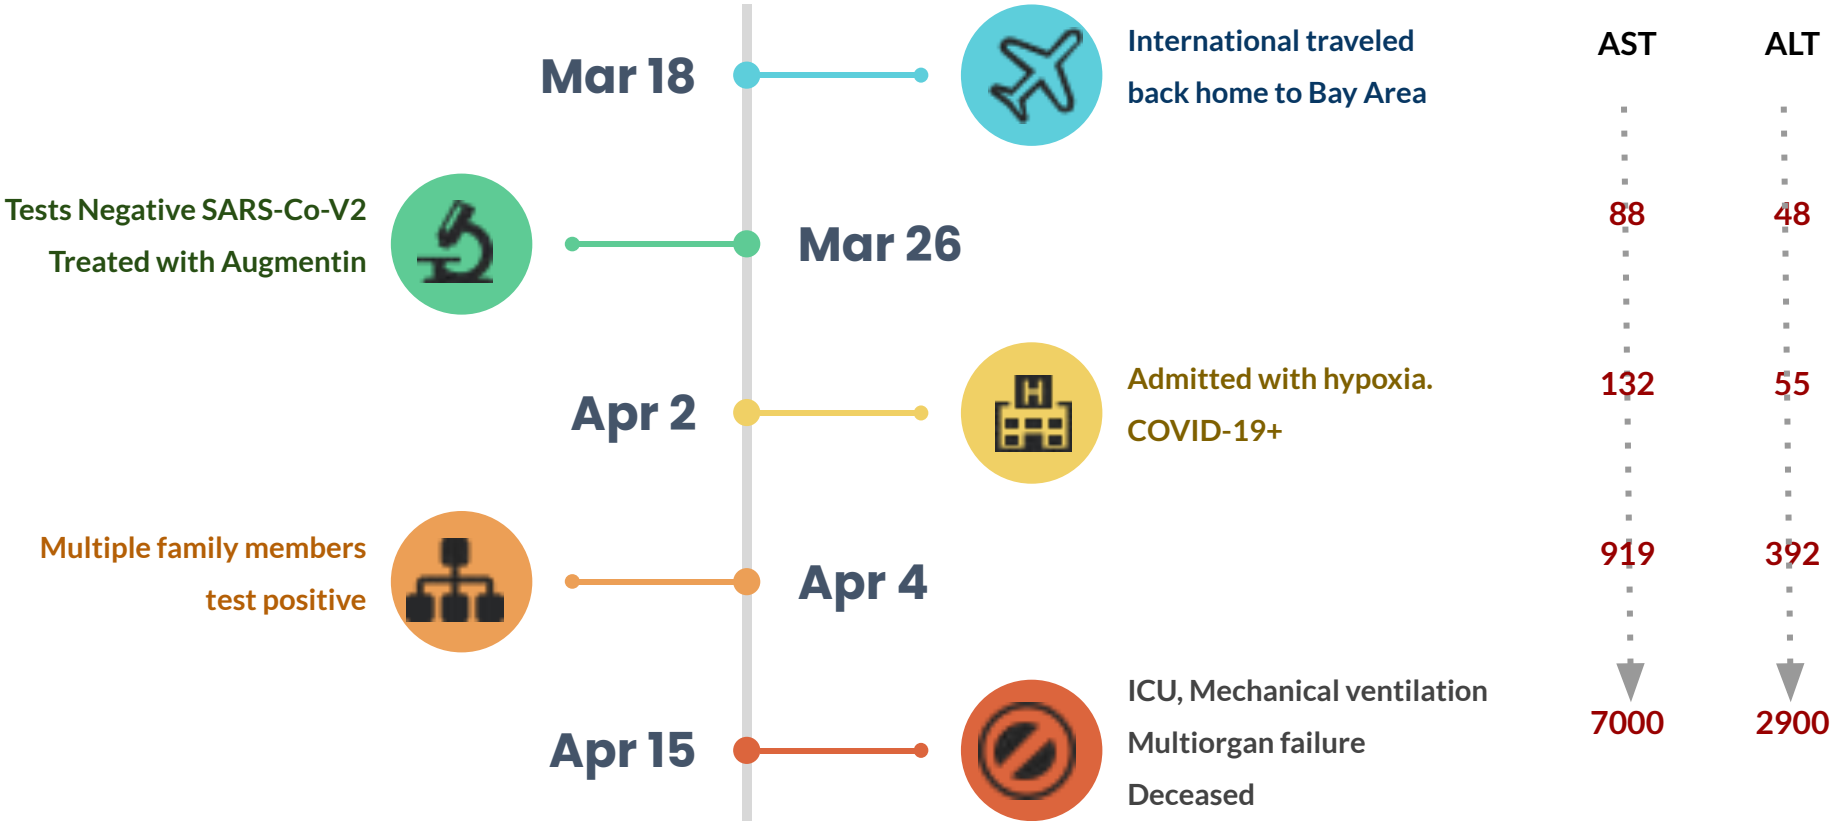 Mar 18
International traveled
back home to Bay Area
AST
ALT
Tests Negative SARS-Co-V2
Treated with Augmentin
Mar 26
88
48
Apr 2
Admitted with hypoxia.
COVID-19+
132
55
Multiple family members
test positive
Apr 4
919
392
Apr 15
ICU, Mechanical ventilation
Multiorgan failure
Deceased
7000
2900